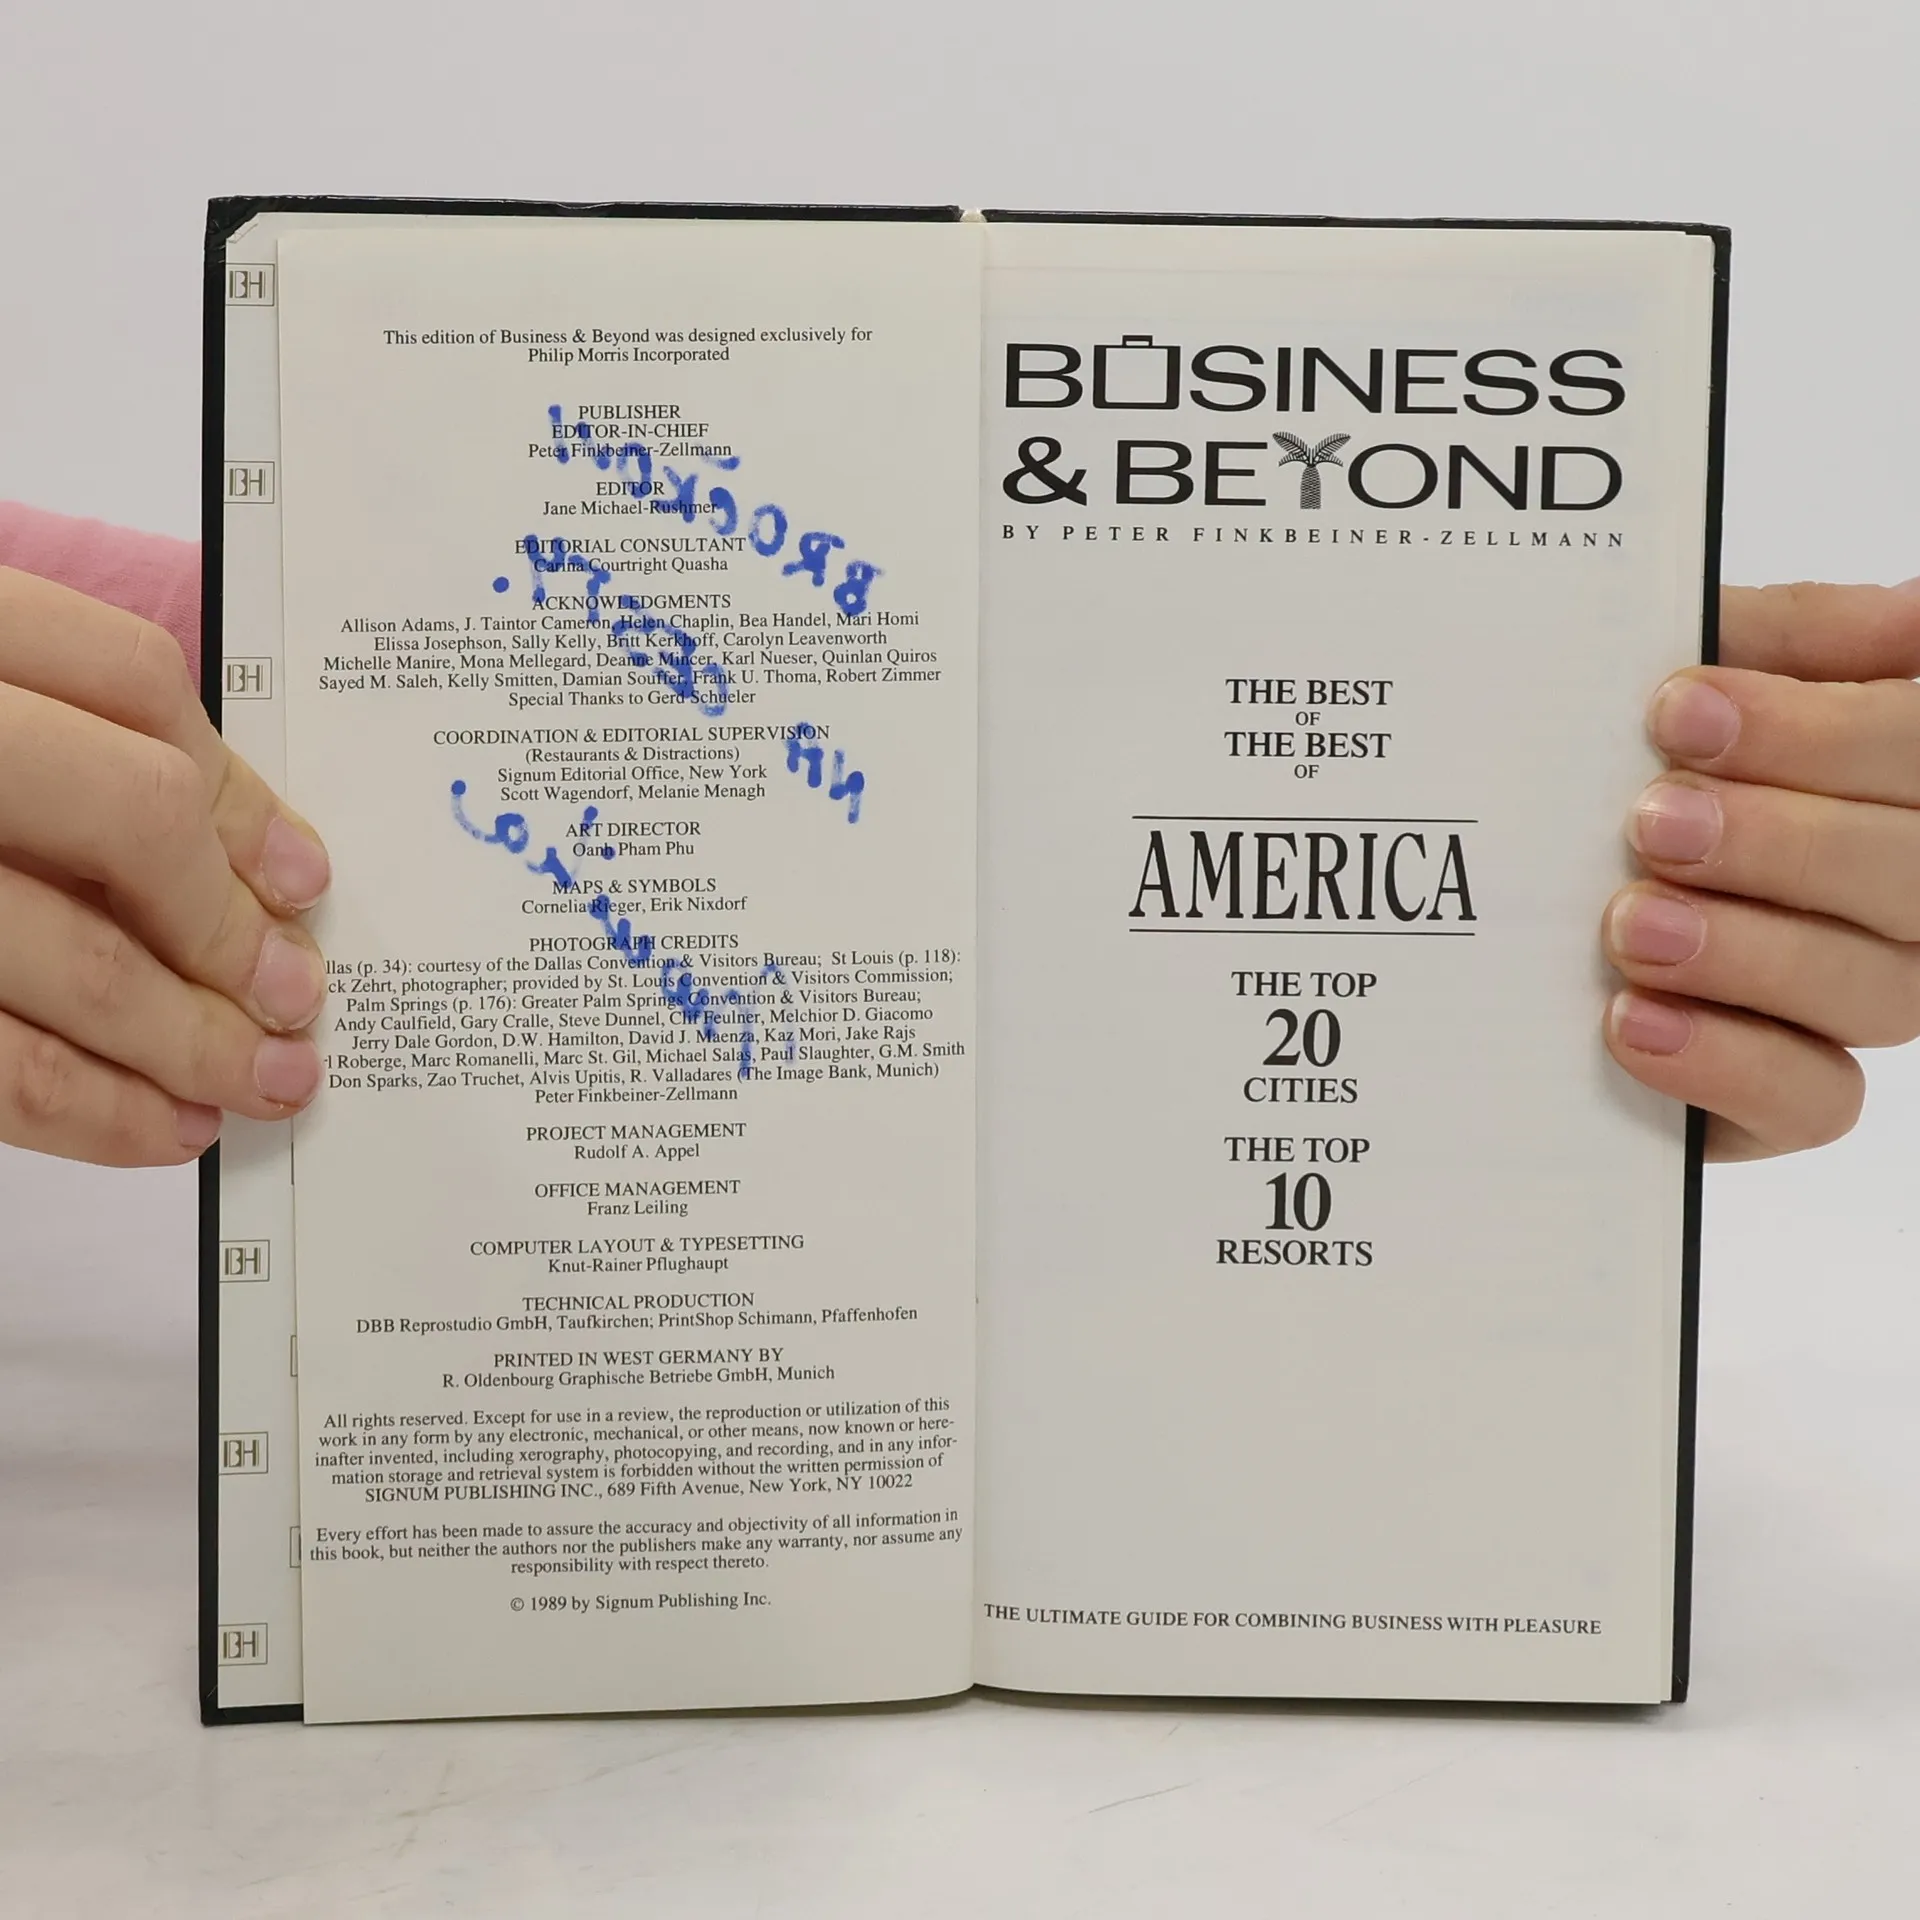 This edition of Business & Beyond was designed exclusively for
Philip Morris Incorporated
PUBLISHER
EDITOR-IN-CHIEF
Peter Finkbeiner-Zellmann
EDITOR
Jane Michael-Rushmer
EDITORIAL CONSULTANT
Carina Courtright Quasha
ACKNOWLEDGMENTS
Allison Adams, J. Taintor Cameron, Helen Chaplin, Bea Handel, Mari Homi
Elissa Josephson, Sally Kelly, Britt Kerkhoff, Carolyn Leavenworth
Michelle Manire, Mona Mellegard, Deanne Mincer, Karl Nueser, Quinlan Quiros
Sayed M. Saleh, Kelly Smitten, Damian Souffer, Frank U. Thoma, Robert Zimmer
Special Thanks to Gerd Schueler
COORDINATION & EDITORIAL SUPERVISION
(Restaurants & Distractions)
Signum Editorial Office, New York
Scott Wagendorf, Melanie Menagh
ART DIRECTOR
Oanh Pham Phu
MAPS & SYMBOLS
Cornelia Rieger, Erik Nixdorf
PHOTOGRAPH CREDITS
llas (p. 34): courtesy of the Dallas Convention & Visitors Bureau; St Louis (p. 118):
ck Zehrt, photographer; provided by St. Louis Convention & Visitors Commission;
Palm Springs (p. 176): Greater Palm Springs Convention & Visitors Bureau;
Andy Caulfield, Gary Cralle, Steve Dunnel, Clif Feulner, Melchior D. Giacomo
Jerry Dale Gordon, D.W. Hamilton, David J. Maenza, Kaz Mori, Jake Rajs
rl Roberge, Marc Romanelli, Marc St. Gil, Michael Salas, Paul Slaughter, G.M. Smith
Don Sparks, Zao Truchet, Alvis Upitis, R. Valladares (The Image Bank, Munich)
Peter Finkbeiner-Zellmann
PROJECT MANAGEMENT
Rudolf A. Appel
OFFICE MANAGEMENT
Franz Leiling
COMPUTER LAYOUT & TYPESETTING
Knut-Rainer Pflughaupt
TECHNICAL PRODUCTION
DBB Reprostudio GmbH, Taufkirchen; PrintShop Schimann, Pfaffenhofen
PRINTED IN WEST GERMANY BY
R. Oldenbourg Graphische Betriebe GmbH, Munich
All rights reserved. Except for use in a review, the reproduction or utilization of this
work in any form by any electronic, mechanical, or other means, now known or here-
inafter invented, including xerography, photocopying, and recording, and in any infor-
mation storage and retrieval system is forbidden without the written permission of
SIGNUM PUBLISHING INC., 689 Fifth Avenue, New York, NY 10022
Every effort has been made to assure the accuracy and objectivity of all information in
this book, but neither the authors nor the publishers make any warranty, nor assume any
responsibility with respect thereto.
© 1989 by Signum Publishing Inc.
BUSINESS
& BEYOND
BY PETER FINKBEINER-ZELLMANN
THE BEST
OF
THE BEST
OF
AMERICA
THE TOP
20
CITIES
THE TOP
10
RESORTS
THE ULTIMATE GUIDE FOR COMBINING BUSINESS WITH PLEASURE